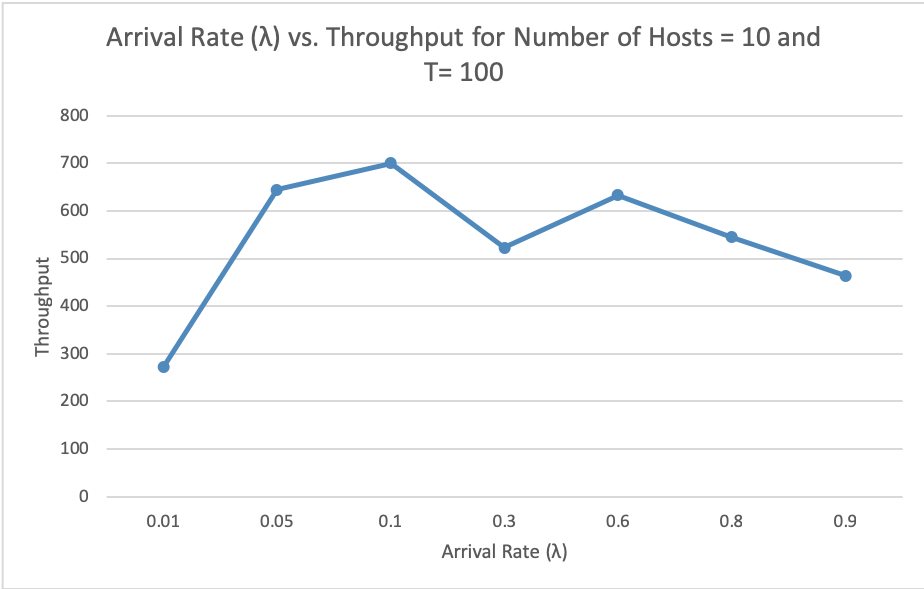 Arrival Rate (λ) vs. Throughput for Number of Hosts = 10 and
T= 100
800
700
600
500
400
300
200
100
0
Throughput
0.01 0.05 0.1 0.3 0.6 0.8 0.9
Arrival Rate (λ)